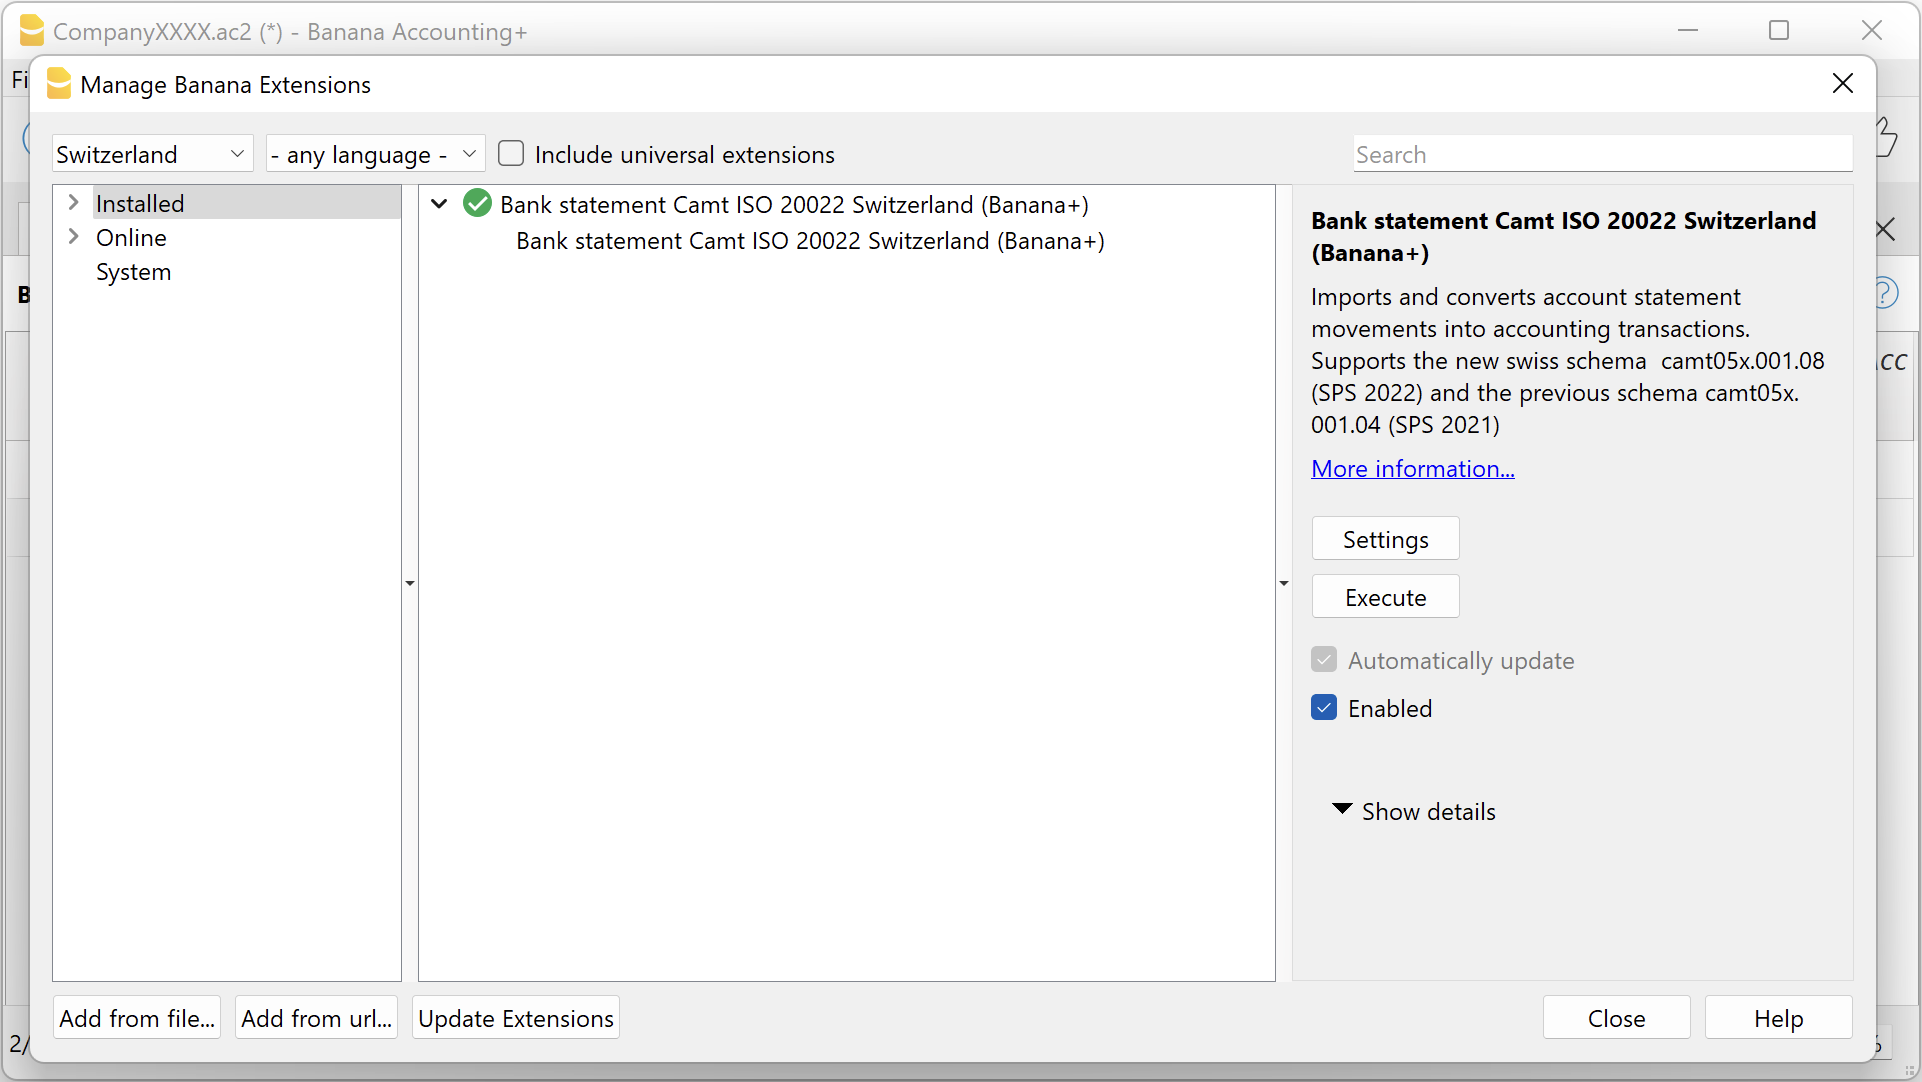 CompanyXXXX.ac2 (*) - Banana Accounting+
Fi
Manage Banana Extensions
Switzerland
- any language -
Include universal extensions
Search
Installed
Online
System
Bank statement Camt ISO 20022 Switzerland (Banana+)
Bank statement Camt ISO 20022 Switzerland (Banana+)
Bank statement Camt ISO 20022 Switzerland
(Banana+)
Imports and converts account statement
movements into accounting transactions.
Supports the new swiss schema  camt05x.001.08
(SPS 2022) and the previous schema camt05x.
001.04 (SPS 2021)
More information...
Settings
Execute
Automatically update
Enabled
Show details
B
?
Add from file...
Add from url...
Update Extensions
Close
Help
2/